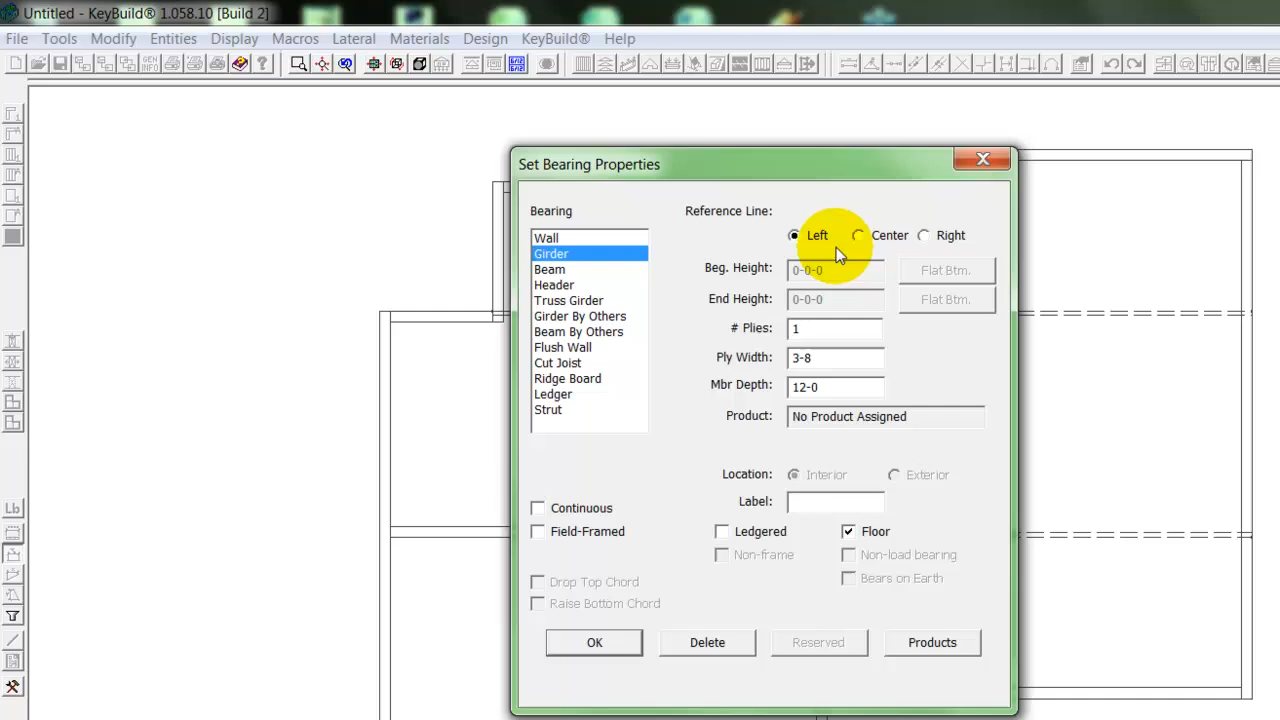 Untitled - KeyBuild® 1.058.10 [Build 2]
File Tools Modify Entities Display Macros Lateral Materials Design KeyBuild® Help
GEN INFO
Set Bearing Properties
Bearing
Wall
Girder
Beam
Header
Truss Girder
Girder By Others
Beam By Others
Flush Wall
Cut Joist
Ridge Board
Ledger
Strut
Reference Line:
Left Center Right
Beg. Height: 0-0-0 Flat Btm.
End Height: 0-0-0 Flat Btm.
# Plies: 1
Ply Width: 3-8
Mbr Depth: 12-0
Product: No Product Assigned
Location: Interior Exterior
Label:
Continuous
Field-Framed
Ledgered Floor
Non-frame Non-load bearing
Bears on Earth
Drop Top Chord
Raise Bottom Chord
OK Delete Reserved Products
Lb